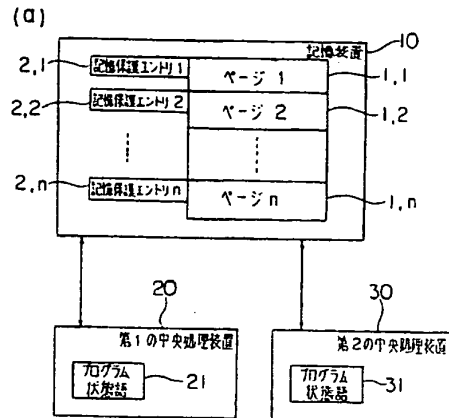 (a)
記憶装置 10
2,1 記憶保護エントリ1 ページ 1 1,1
2,2 記憶保護エントリ2 ページ 2 1,2
2,n 記憶保護エントリn ページ n 1,n
20 30
第1の中央処理装置 第2の中央処理装置
プログラム プログラム
状態語 21 状態語 31